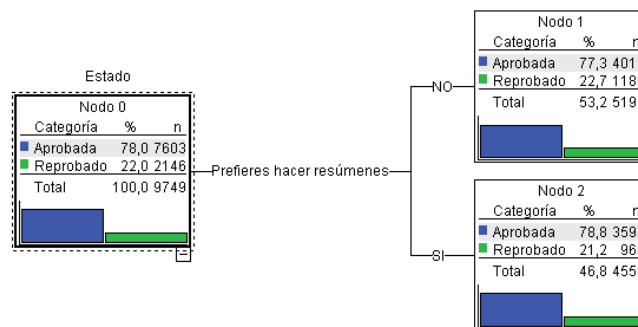 Estado
Nodo 0
Categoría % n
Aprobada 78,0 7603
Reprobado 22,0 2146
Total 100,0 9749
Prefieres hacer resúmenes
NO
Nodo 1
Categoría % n
Aprobada 77,3 401
Reprobado 22,7 118
Total 53,2 519
SI
Nodo 2
Categoría % n
Aprobada 78,8 359
Reprobado 21,2 96
Total 46,8 455